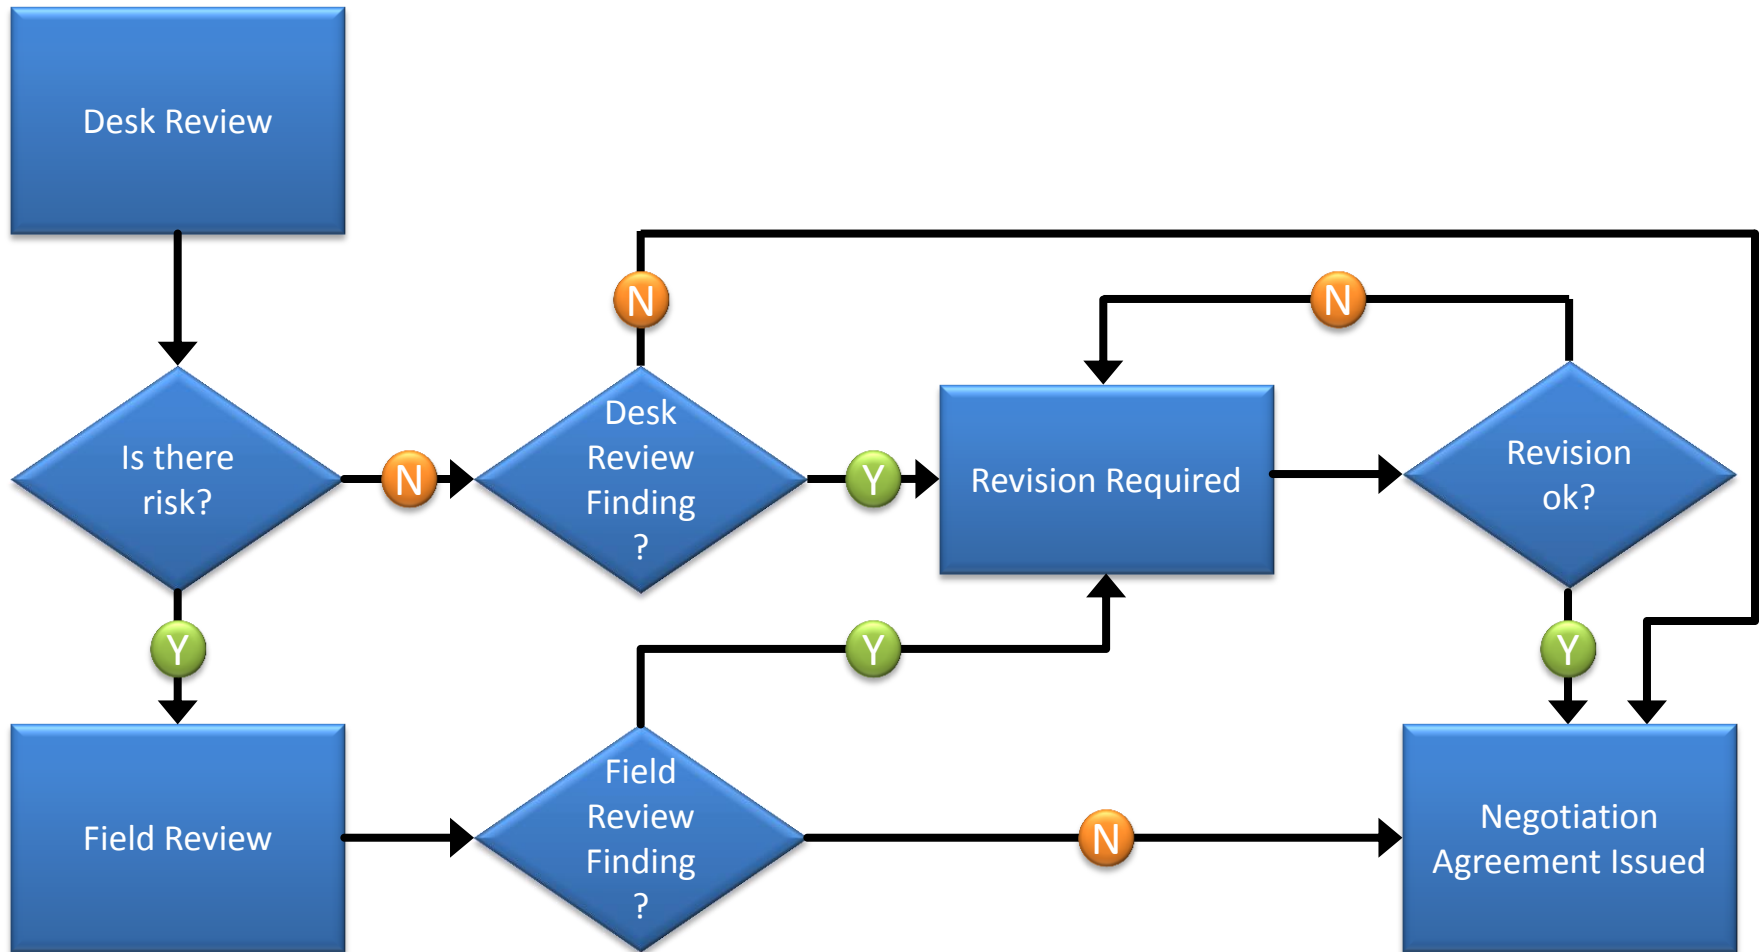 Desk Review
N
N
Desk
Review
Finding
?
Is there
risk?
N
Y
Revision Required
Revision
ok?
Y
Y
Y
Field
Review
Finding
?
Field Review
N
Negotiation
Agreement Issued